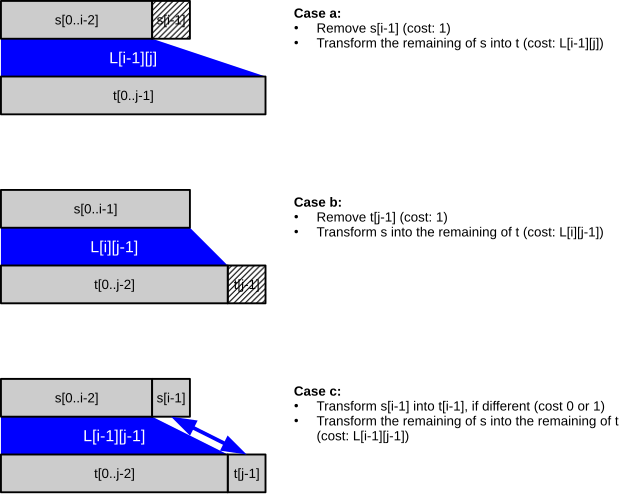 s[0..i-2] s[i-1]
L[i-1][j]
t[0..j-1]
Case a:
• Remove s[i-1] (cost: 1)
• Transform the remaining of s into t (cost: L[i-1][j])
s[0..i-1]
L[i][j-1]
t[0..j-2] t[j-1]
Case b:
• Remove t[j-1] (cost: 1)
• Transform s into the remaining of t (cost: L[i][j-1])
s[0..i-2] s[i-1]
L[i-1][j-1]
t[0..j-2] t[j-1]
Case c:
• Transform s[i-1] into t[i-1], if different (cost 0 or 1)
• Transform the remaining of s into the remaining of t
(cost: L[i-1][j-1])